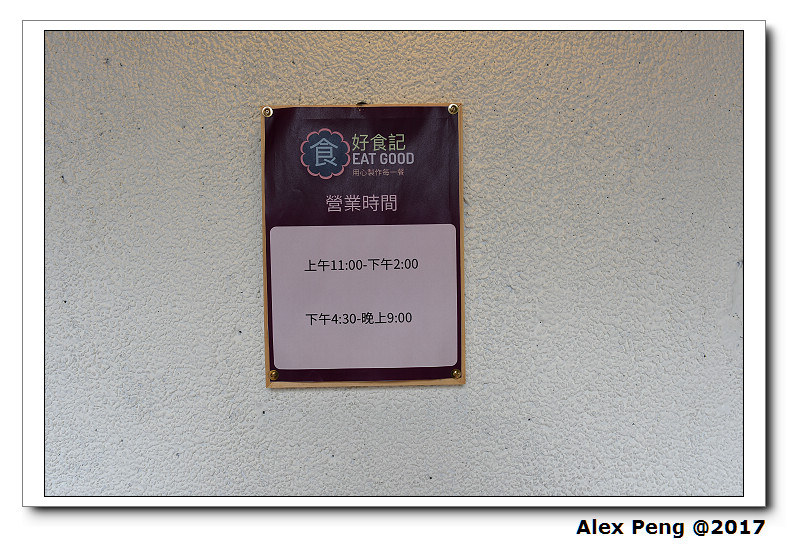 食
好食記
EAT GOOD
用心製作每一餐
營業時間
上午11:00-下午2:00
下午4:30-晚上9:00
Alex Peng @2017